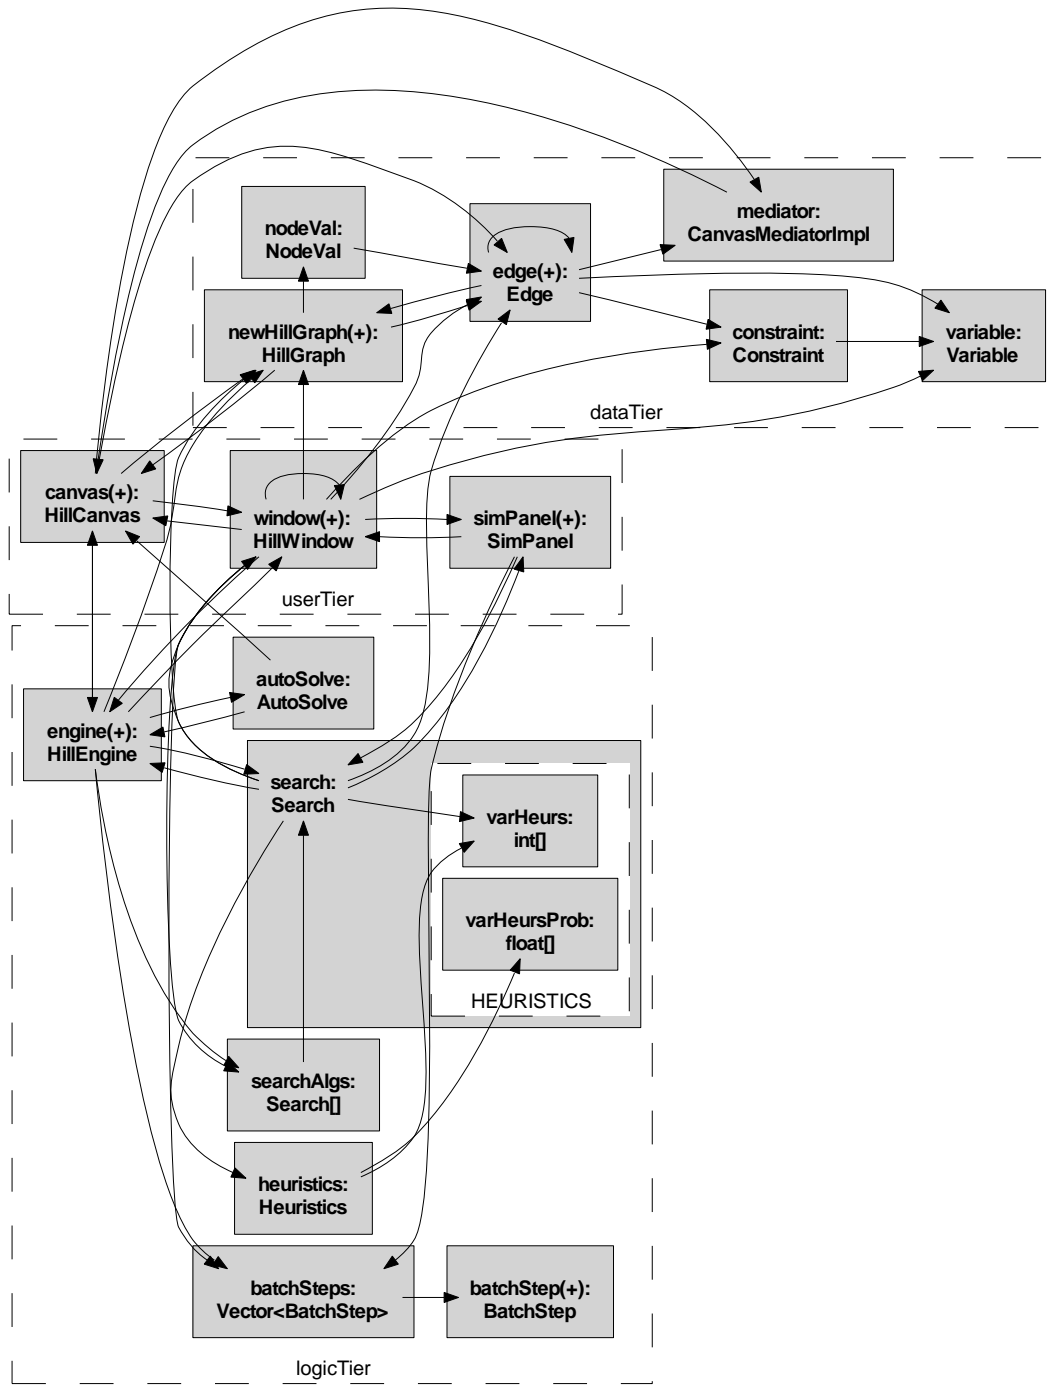 mediator:
CanvasMediatorImpl
nodeVal:
NodeVal
edge(+):
Edge
newHillGraph(+):
HillGraph
constraint:
Constraint
variable:
Variable
dataTier
canvas(+):
HillCanvas
window(+):
HillWindow
simPanel(+):
SimPanel
userTier
autoSolve:
AutoSolve
engine(+):
HillEngine
search:
Search
varHeurs:
int[]
varHeursProb:
float[]
HEURISTICS
searchAlgs:
Search[]
heuristics:
Heuristics
batchSteps:
Vector<BatchStep>
batchStep(+):
BatchStep
logicTier